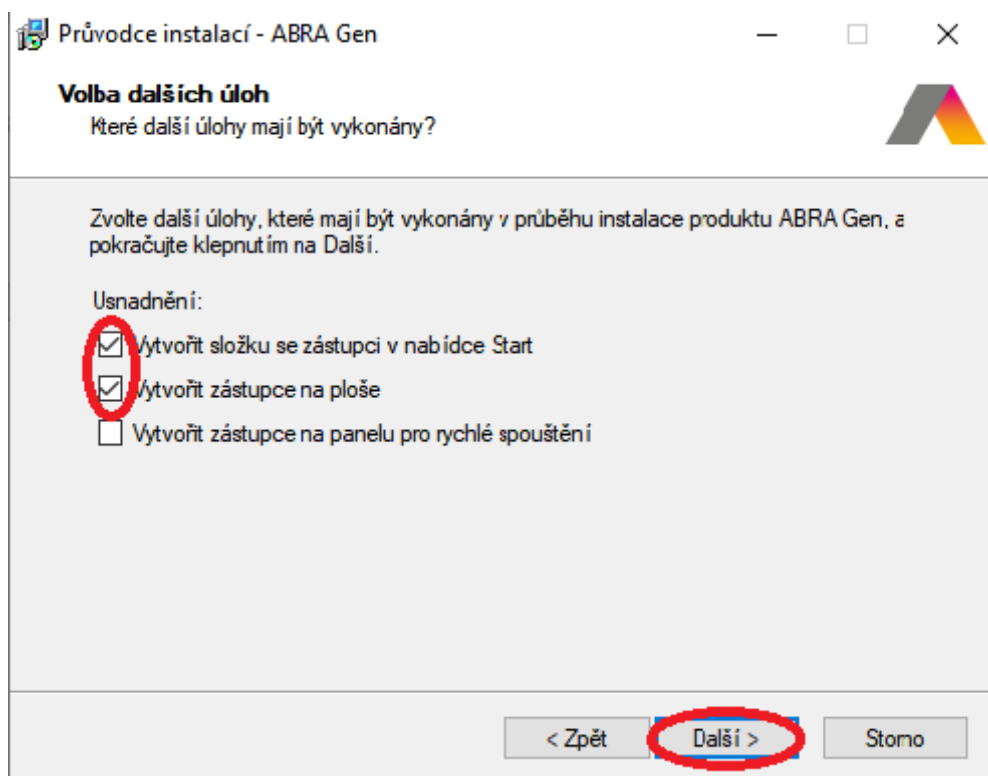 Průvodce instalací - ABRA Gen
Volba dalších úloh
Které další úlohy mají být vykonány?
Zvolte další úlohy, které mají být vykonány v průběhu instalace produktu ABRA Gen, a
pokračujte klepnutím na Další.
Usnadnění:
Vytvořit složku se zástupci v nabídce Start
Vytvořit zástupce na ploše
Vytvořit zástupce na panelu pro rychlé spouštění
< Zpět
Další >
Storno